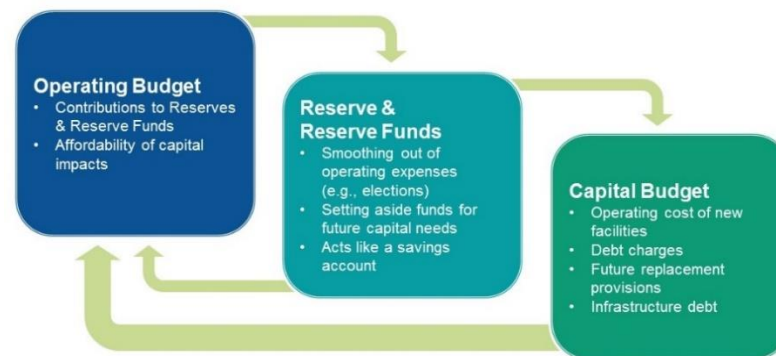 Operating Budget
• Contributions to Reserves
& Reserve Funds
• Affordability of capital
impacts
Reserve &
Reserve Funds
• Smoothing out of
operating expenses
(e.g., elections)
• Setting aside funds for
future capital needs
• Acts like a savings
account
Capital Budget
• Operating cost of new
facilities
• Debt charges
• Future replacement
provisions
• Infrastructure debt